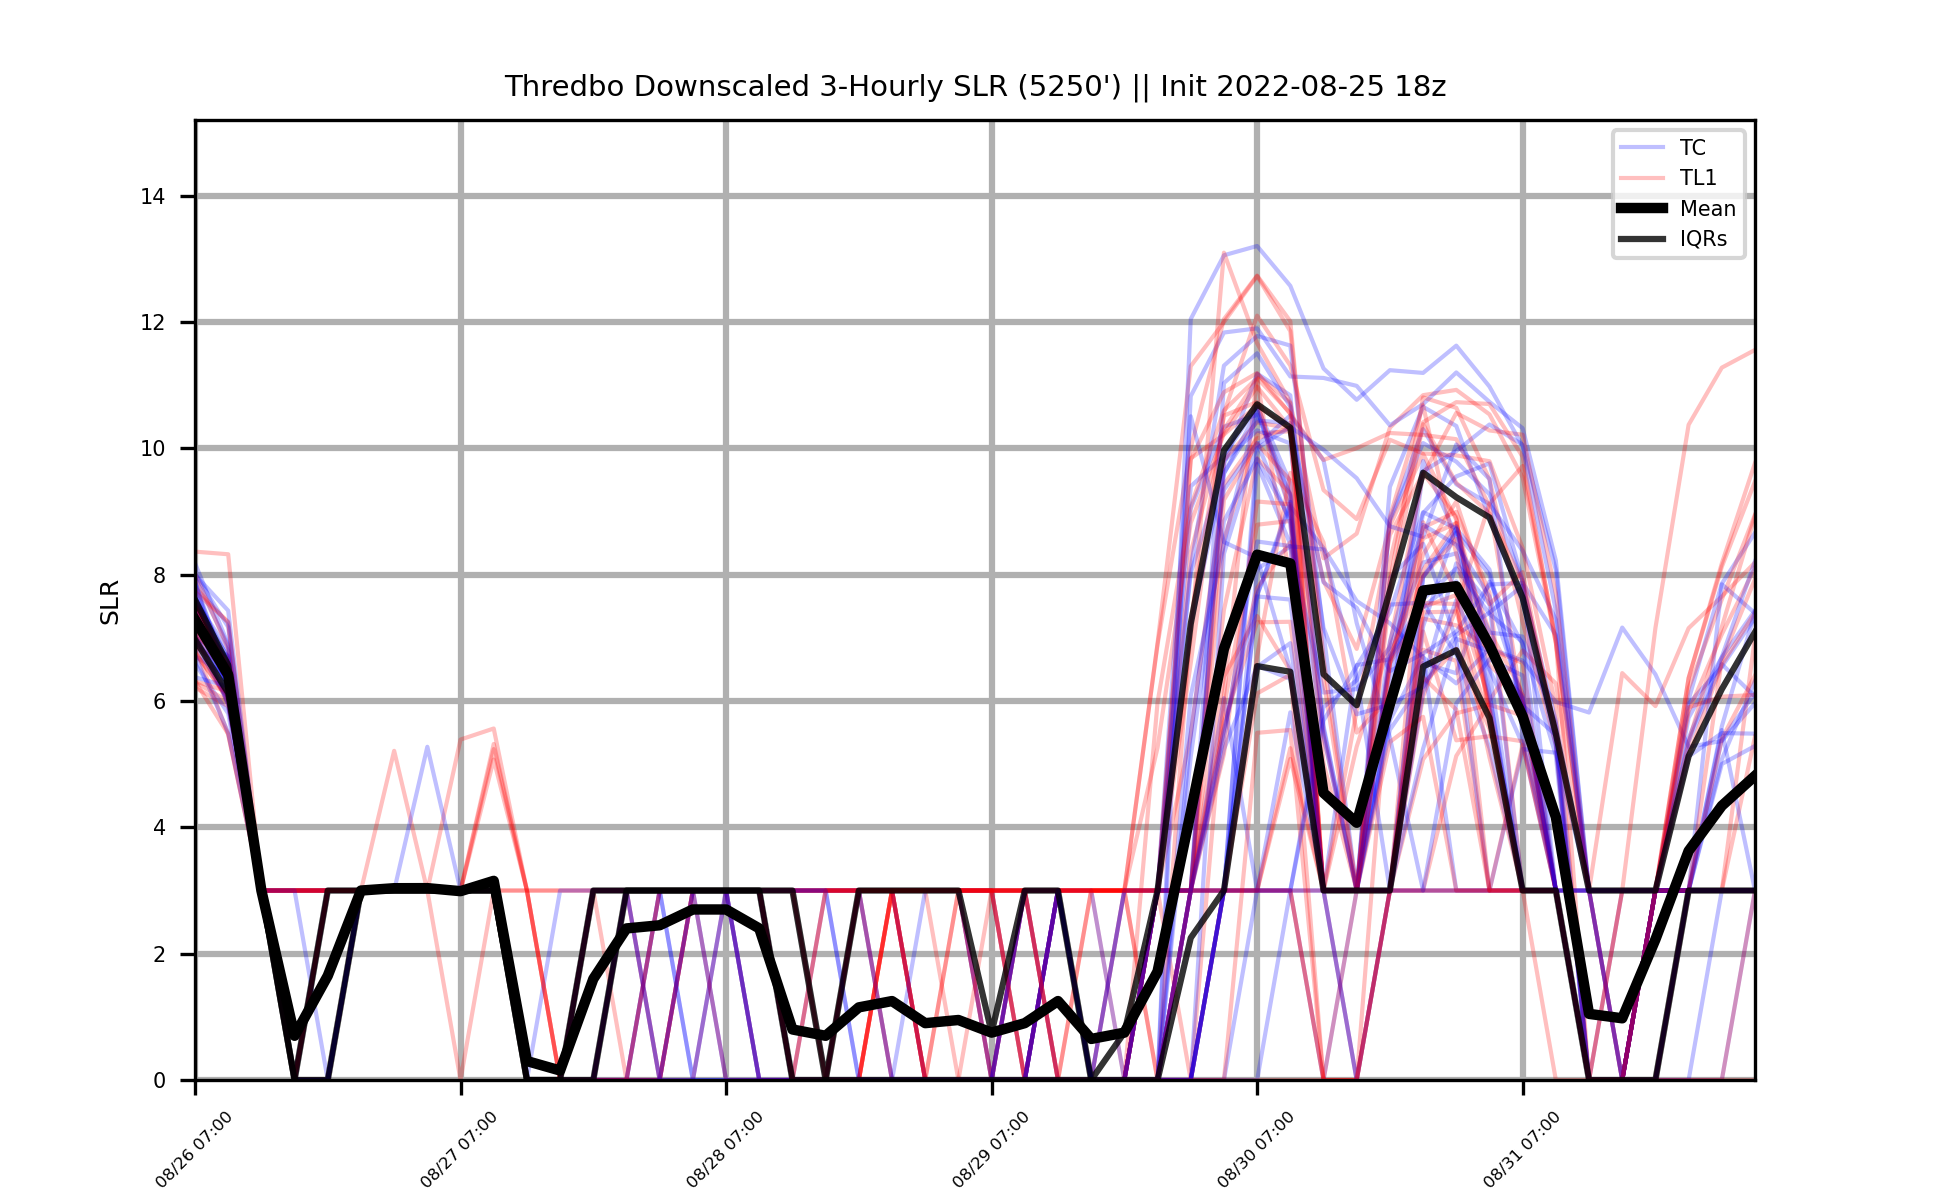 Thredbo Downscaled 3-Hourly SLR (5250') || Init 2022-08-25 18z
TC
TL1
Mean
IQRs
SLR
14
12
10
8
6
4
2
0
08/26 07:00
08/27 07:00
08/28 07:00
08/29 07:00
08/30 07:00
08/31 07:00